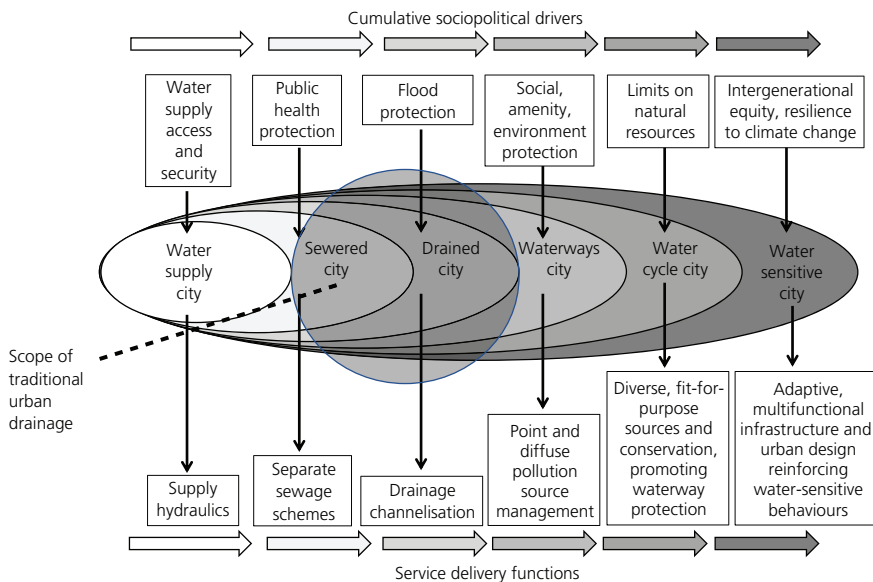 Cumulative sociopolitical drivers
Water
supply
access
and
security
Public
health
protection
Flood
protection
Social,
amenity,
environment
protection
Limits on
natural
resources
Intergenerational
equity, resilience
to climate change
Water
supply
city
Sewered
city
Drained
city
Waterways
city
Water
cycle city
Water
sensitive
city
Scope of
traditional
urban
drainage
Supply
hydraulics
Separate
sewage
schemes
Drainage
channelisation
Point and
diffuse
pollution
source
management
Diverse, fit-for-
purpose
sources and
conservation,
promoting
waterway
protection
Adaptive,
multifunctional
infrastructure and
urban design
reinforcing
water-sensitive
behaviours
Service delivery functions